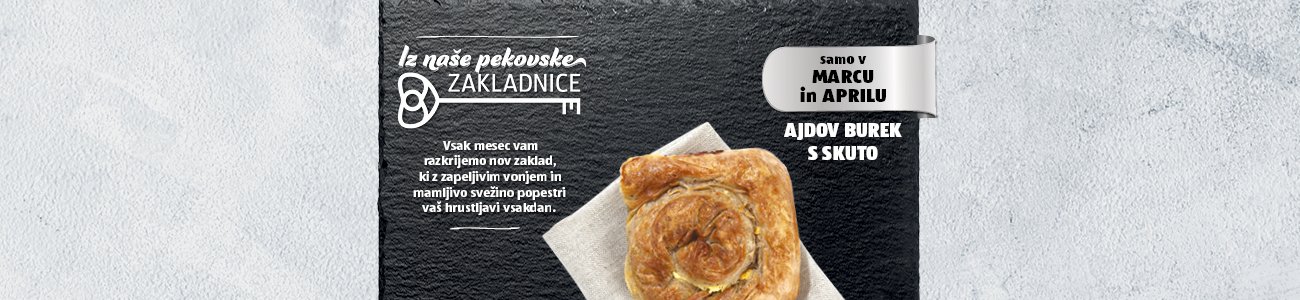 Iz naše pekovske
ZAKLADNICE
Vsak mesec vam
razkrijemo nov zaklad,
ki z zapeljivim vonjem in
mamljivo svežino popestri
vaš hrustljavi vsakdan.
samo v
MARCU
in APRILU
AJDOV BUREK
S SKUTO